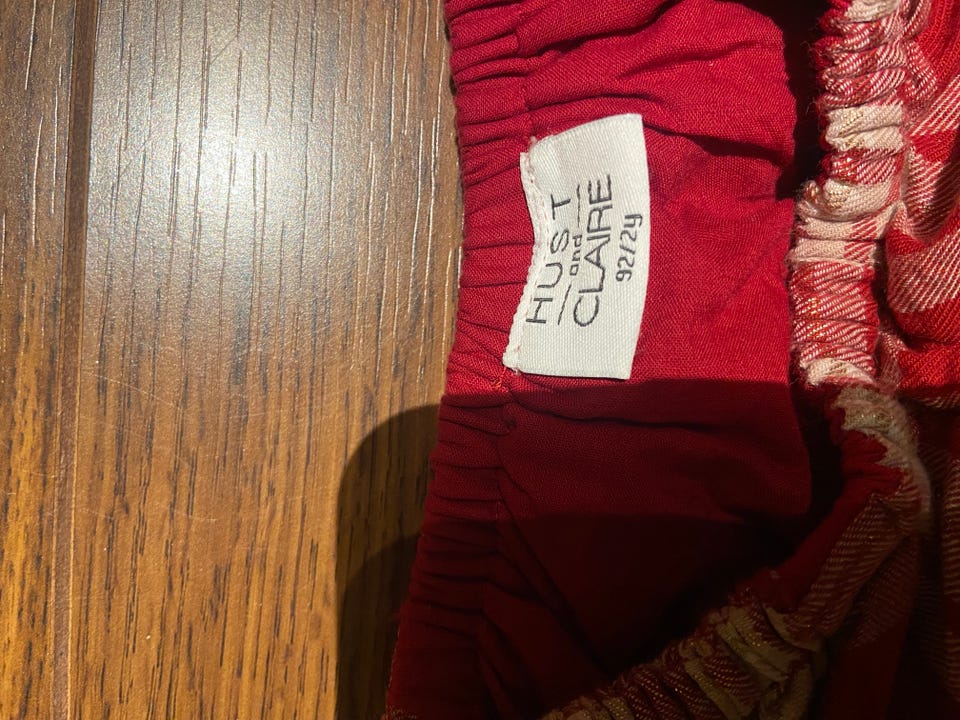 HUST
and
CLAIRE
92/2y